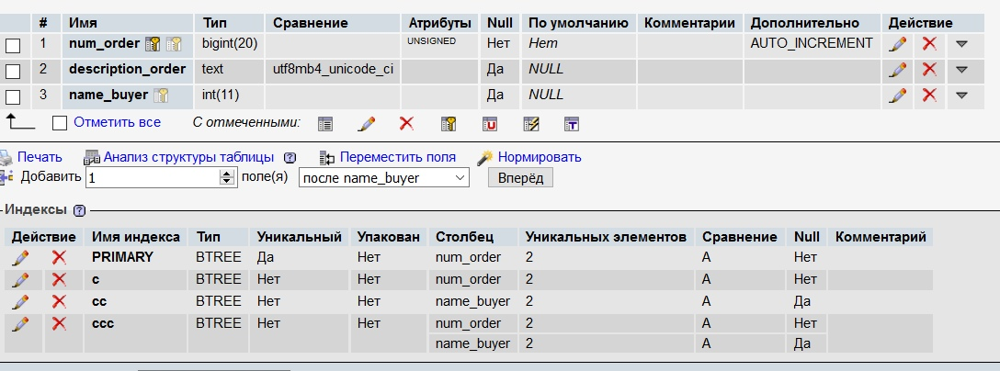 # Имя Тип Сравнение Атрибуты Null По умолчанию Комментарии Дополнительно Действие
1 num_order bigint(20) UNSIGNED Нет Нет AUTO_INCREMENT
2 description_order text utf8mb4_unicode_ci Да NULL
3 name_buyer int(11) Да NULL
Отметить все С отмеченными:
Печать Анализ структуры таблицы Переместить поля Нормировать
Добавить 1 поле(я) после name_buyer Вперёд
Индексы
Действие Имя индекса Тип Уникальный Упакован Столбец Уникальных элементов Сравнение Null Комментарий
PRIMARY BTREE Да Нет num_order 2 A Нет
c BTREE Нет Нет num_order 2 A Нет
cc BTREE Нет Нет name_buyer 2 A Да
ccc BTREE Нет Нет num_order 2 A Нет
name_buyer 2 A Да